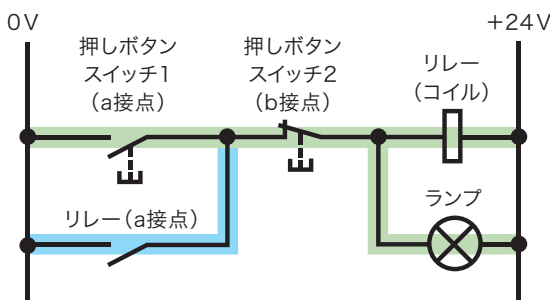 0V
+24V
押しボタン
スイッチ1
（a接点）
押しボタン
スイッチ2
（b接点）
リレー
（コイル）
リレー（a接点）
ランプ